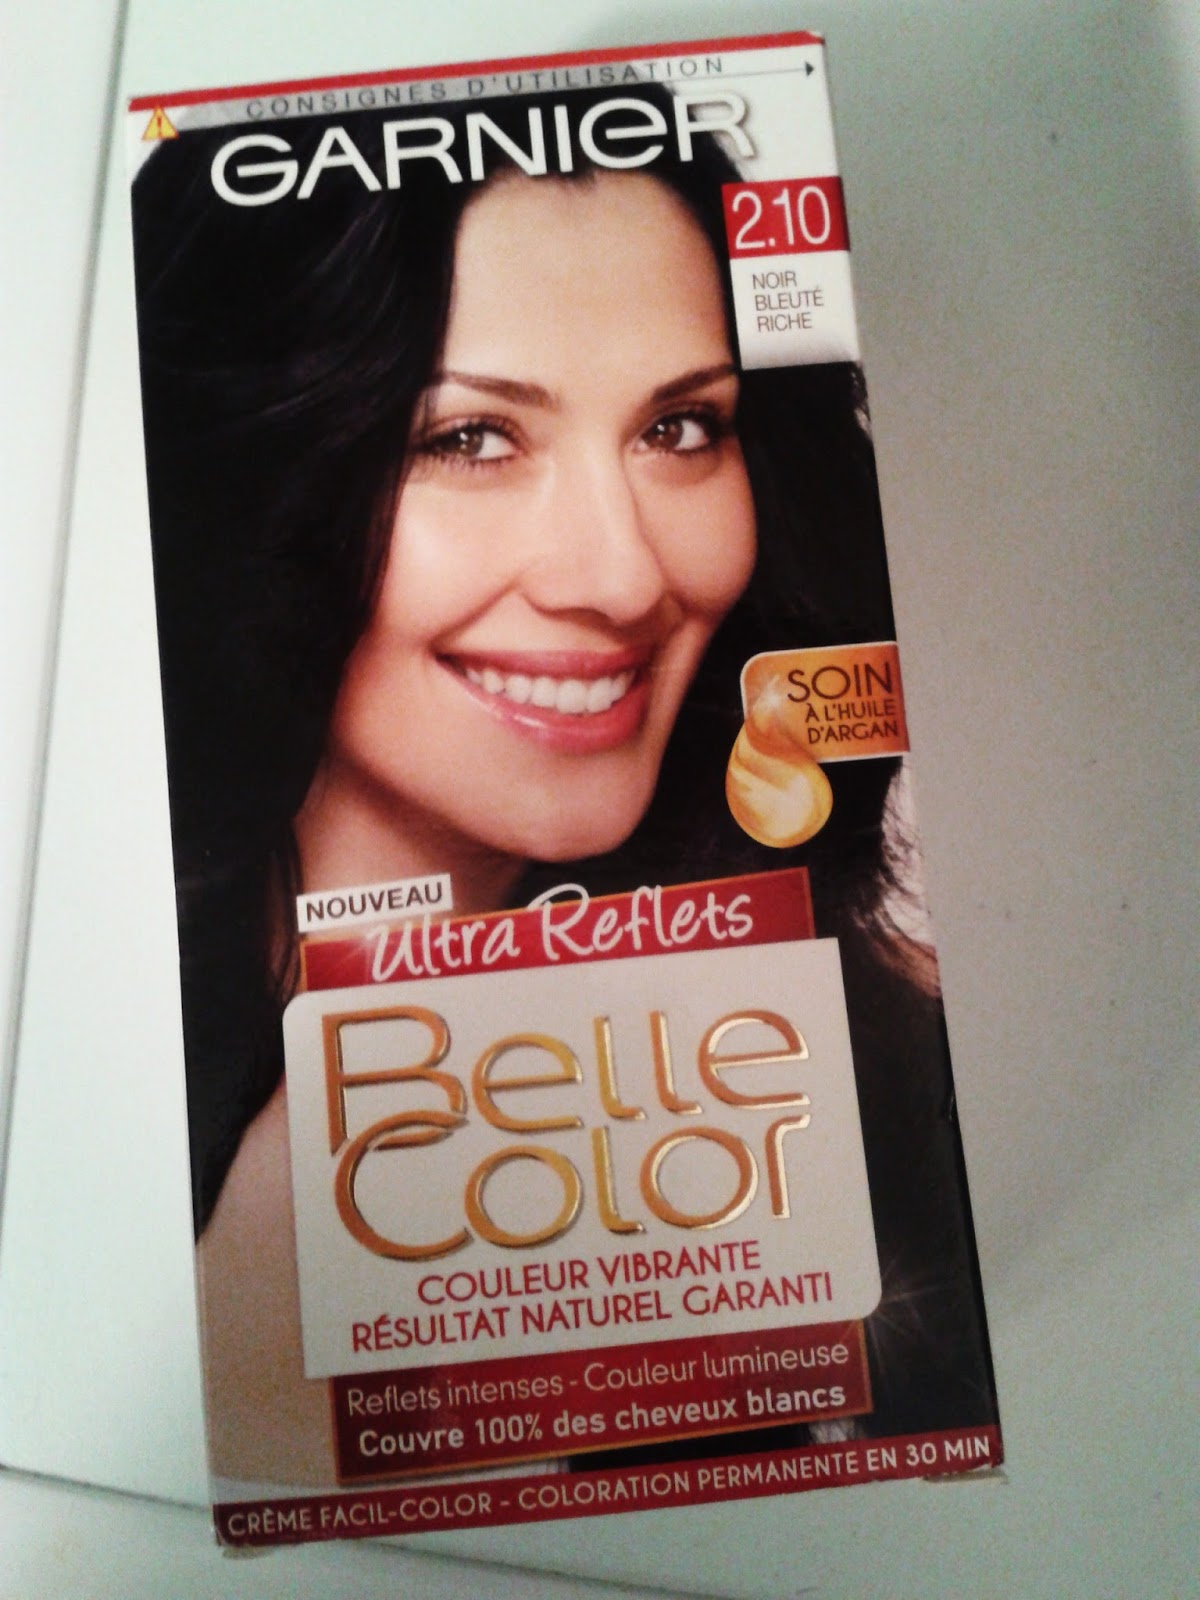 CONSIGNES D'UTILISATION
GARNIER
2.10
NOIR
BLEUTÉ
RICHE
SOIN
À L'HUILE
D'ARGAN
NOUVEAU
Ultra Reflets
Belle
Color
COULEUR VIBRANTE
RÉSULTAT NATUREL GARANTI
Reflets intenses - Couleur lumineuse
Couvre 100% des cheveux blancs
CRÈME FACIL-COLOR - COLORATION PERMANENTE EN 30 MIN